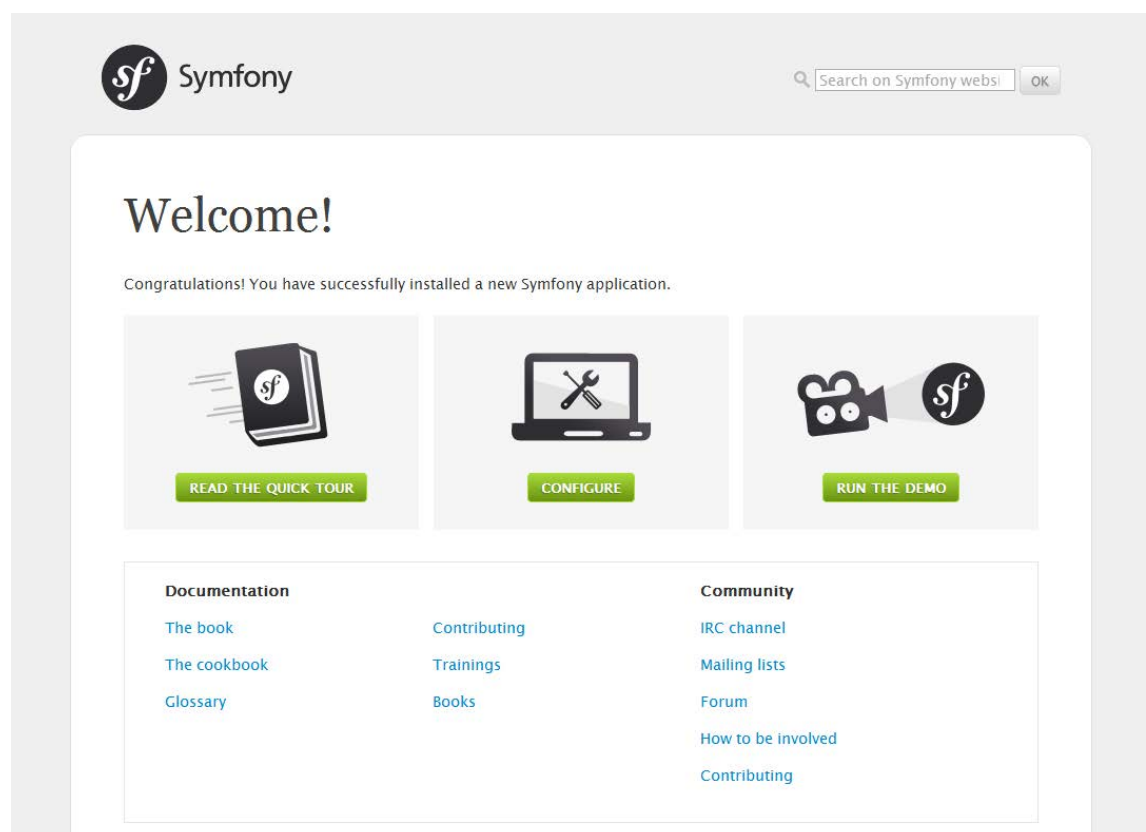 sf Symfony
Search on Symfony websi OK
Welcome!
Congratulations! You have successfully installed a new Symfony application.
sf
sf
READ THE QUICK TOUR
CONFIGURE
RUN THE DEMO
Documentation
The book
The cookbook
Glossary
Contributing
Trainings
Books
Community
IRC channel
Mailing lists
Forum
How to be involved
Contributing